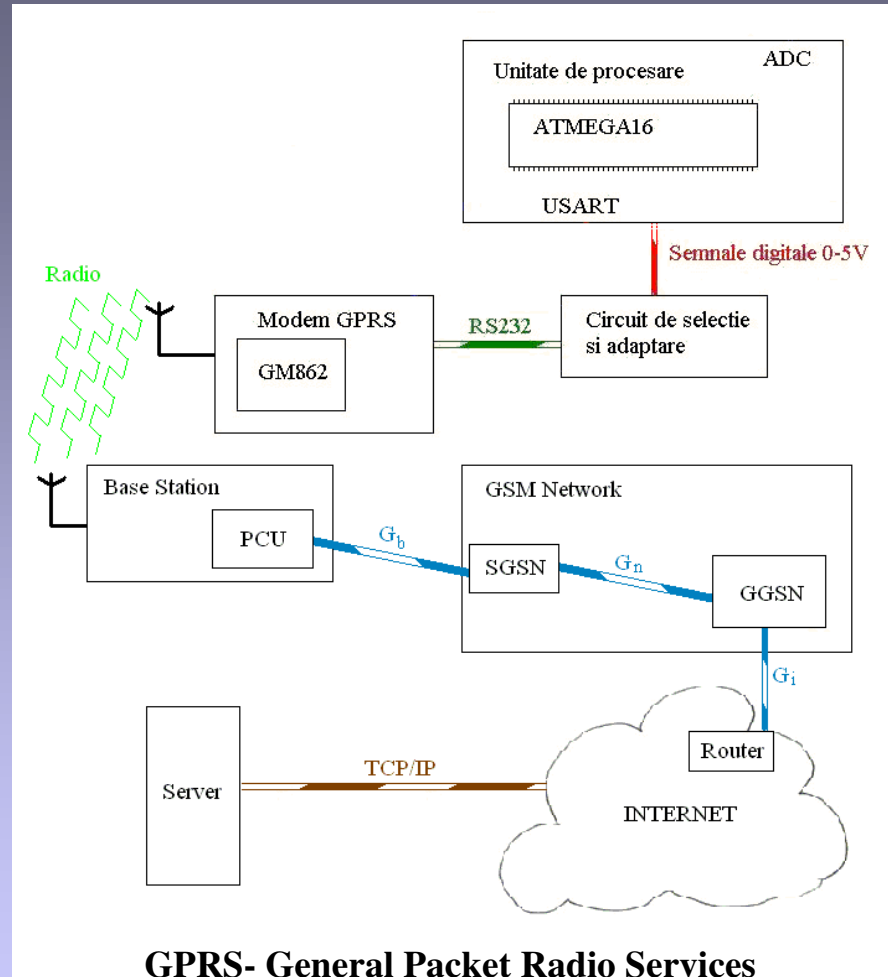 ADC
Unitate de procesare
ATMEGA16
USART
Semnale digitale 0-5V
Radio
Modem GPRS
GM862
RS232
Circuit de selectie
si adaptare
Base Station
PCU
Gb
GSM Network
SGSN
Gn
GGSN
Gi
Router
INTERNET
TCP/IP
Server
GPRS- General Packet Radio Services